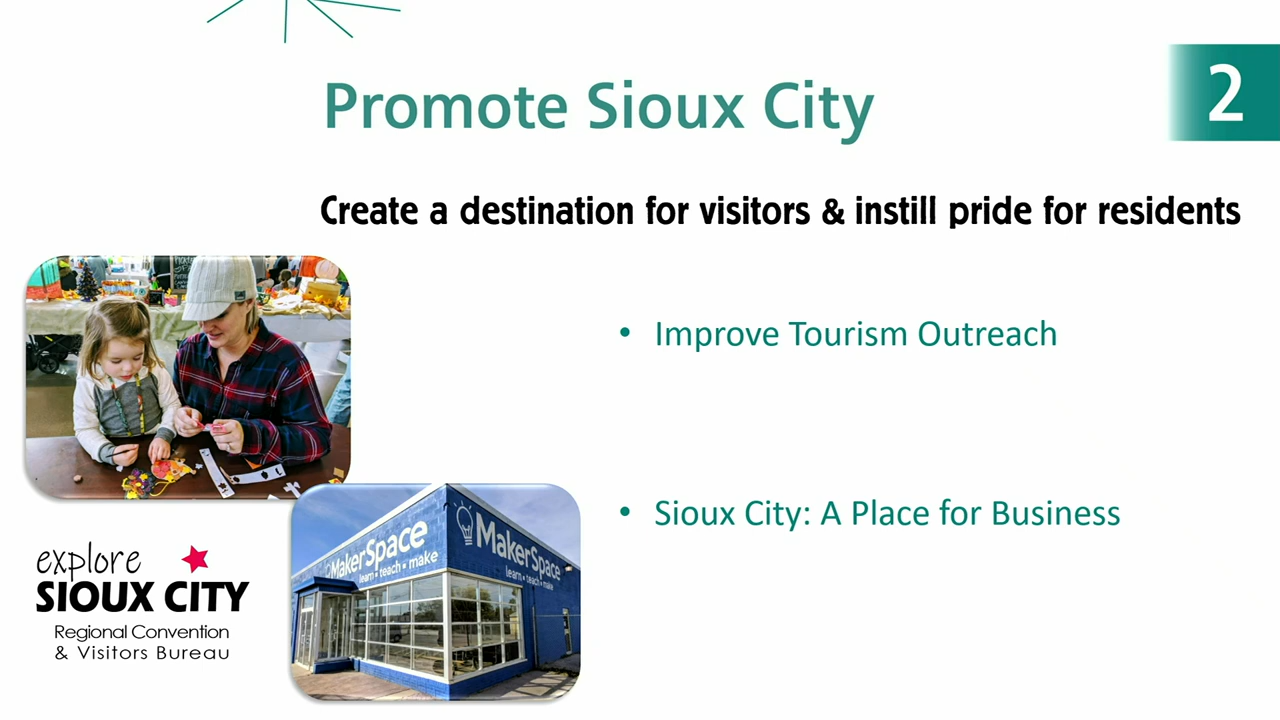 Promote Sioux City
2
Create a destination for visitors & instill pride for residents
• Improve Tourism Outreach
• Sioux City: A Place for Business
MakerSpace
learn • teach • make
MakerSpace
learn • teach • make
explore
SIOUX CITY
Regional Convention
& Visitors Bureau